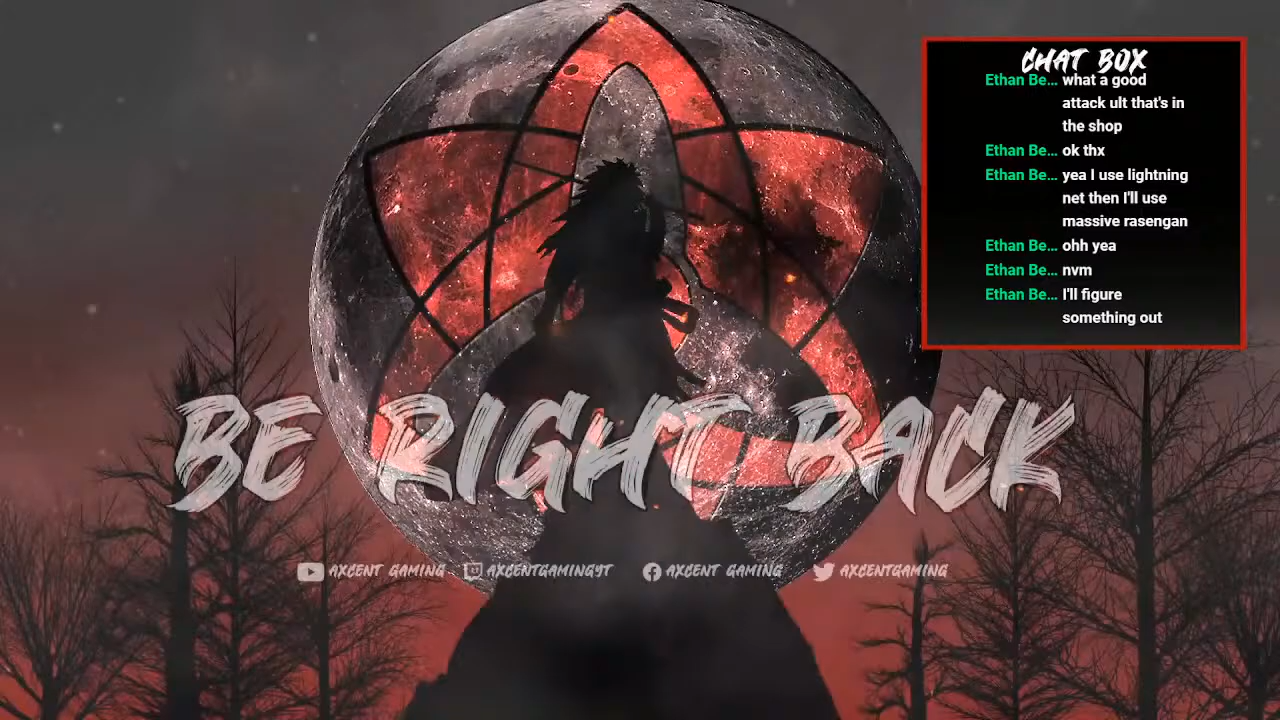 CHAT BOX
Ethan Be... what a good
attack ult that's in
the shop
Ethan Be... ok thx
Ethan Be... yea I use lightning
net then I'll use
massive rasengan
Ethan Be... ohh yea
Ethan Be... nvm
Ethan Be... I'll figure
something out
BE RIGHT BACK
AXCENT GAMING AXCENTGAMINGYT AXCENT GAMING AXCENTGAMING